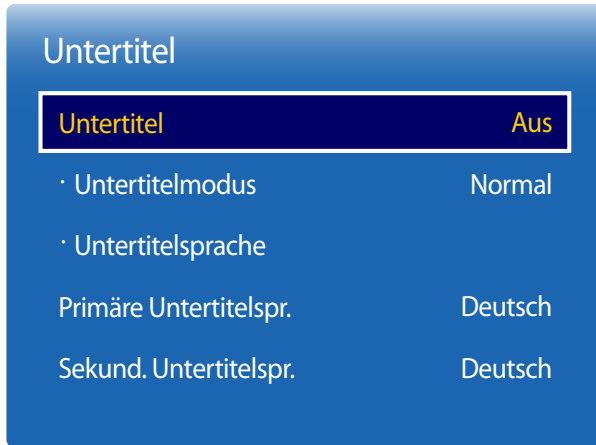 Untertitel
Untertitel Aus
· Untertitelmodus Normal
· Untertitelsprache
Primäre Untertitelspr. Deutsch
Sekund. Untertitelspr. Deutsch